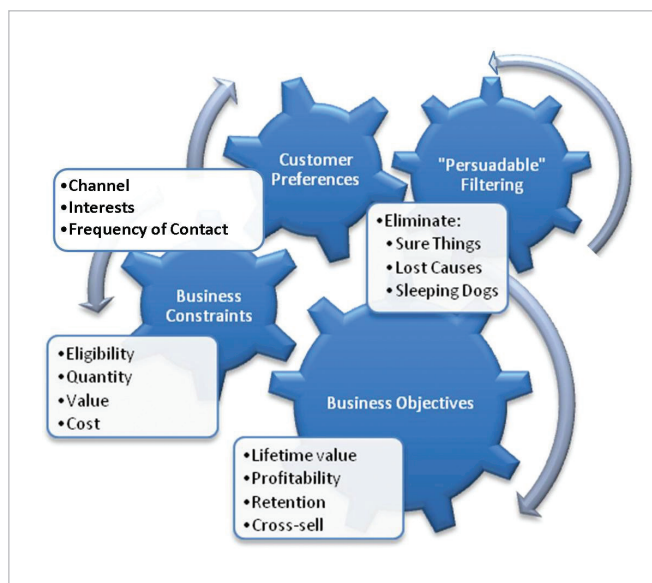 Customer
Preferences
"Persuadable"
Filtering
•Channel
•Interests
•Frequency of Contact
•Eliminate:
•Sure Things
•Lost Causes
•Sleeping Dogs
Business
Constraints
•Eligibility
•Quantity
•Value
•Cost
Business Objectives
•Lifetime value
•Profitability
•Retention
•Cross-sell